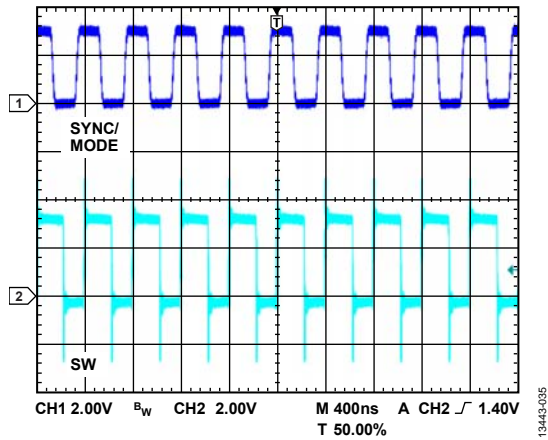 T
1
SYNC/
MODE
2
SW
CH1 2.00V BW CH2 2.00V M 400ns A CH2 1.40V
T 50.00%
13443-035